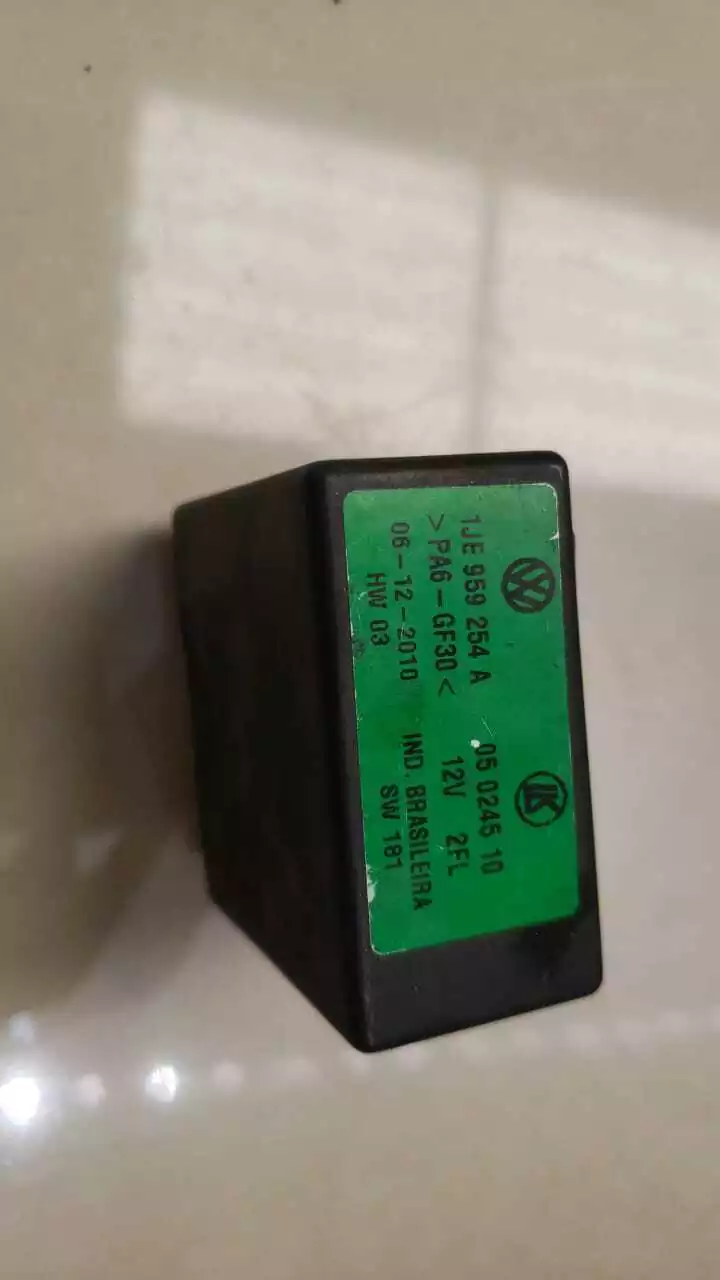 1JE 959 254 A 05 0245 10
>PA6-GF30< 12V 2FL
06-12-2010 IND. BRASILEIRA
HW 03 SW 181